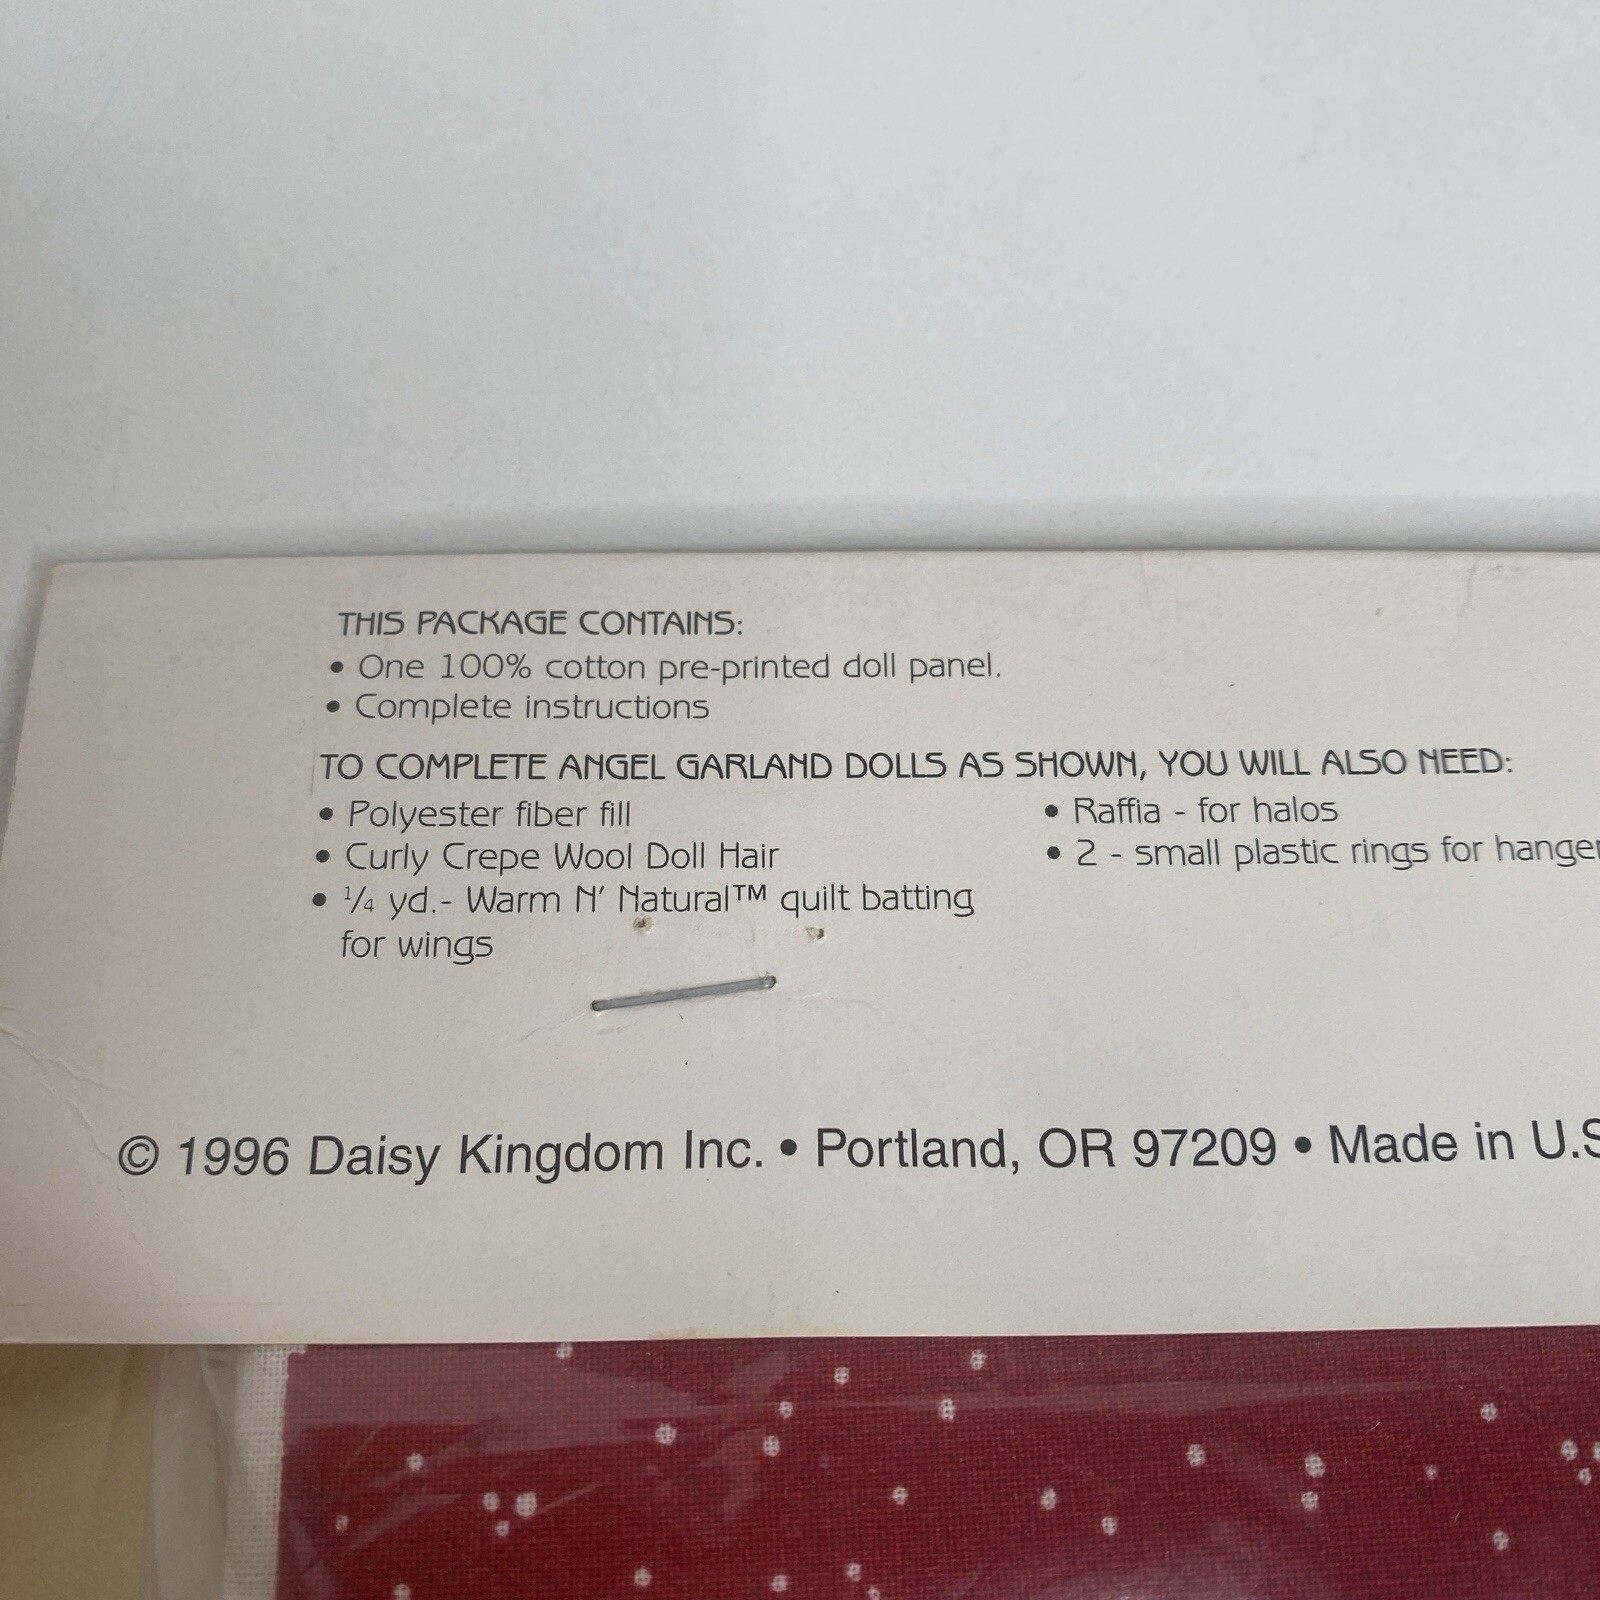 THIS PACKAGE CONTAINS:
• One 100% cotton pre-printed doll panel.
• Complete instructions
TO COMPLETE ANGEL GARLAND DOLLS AS SHOWN, YOU WILL ALSO NEED:
• Polyester fiber fill
• Curly Crepe Wool Doll Hair
• 1/4 yd.- Warm N' Natural™ quilt batting
for wings
• Raffia - for halos
• 2 - small plastic rings for hanger
© 1996 Daisy Kingdom Inc. • Portland, OR 97209 • Made in U.S